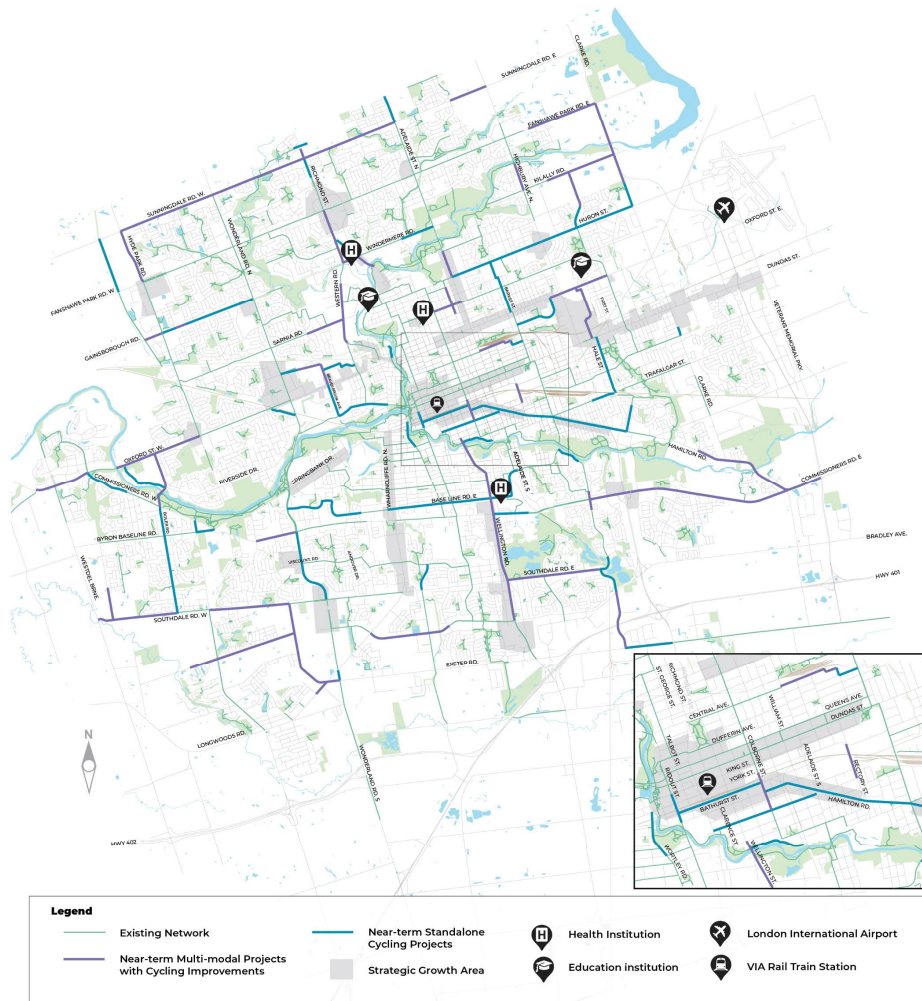 CLARKE RD.
SUNNINGDALE RD. E
FANSHAWE PARK RD. E
ADELAIDE ST. N
HIGHBURY AVE. N.
KILALLY RD.
RICHMOND ST.
SUNNINGDALE RD. W.
OXFORD ST. E.
HURON ST.
WONDERLAND RD. N
WINDERMERE RD.
HYDE PARK RD.
H
DUNDAS ST.
WESTERN RD.
FANSHAWE PARK RD. W
H
VETERANS MEMORIAL PKY.
GAINSBOROUGH RD.
SARNIA RD.
HALE ST.
TRAFALGAR ST.
CLARKE RD.
OXFORD ST. W.
HAMILTON RD.
RIVERSIDE DR.
SPRINGBANK DR.
WHARNCLIFFE RD. N.
ADELAIDE ST. S
COMMISSIONERS RD. E
COMMISSIONERS RD. W
H
BASE LINE RD. E
BYRON BASELINE RD.
WELLINGTON RD.
BRADLEY AVE.
VISCOUNT RD.
ANDOVER DR.
SOUTHDALE RD. E
WESTDEL BRNE.
HWY 401
SOUTHDALE RD. W
EXETER RD.
LONGWOODS RD.
N
WONDERLAND RD. S
HWY 402
RICHMOND ST.
ST. GEORGE ST.
CENTRAL AVE.
WILLIAM ST.
QUEENS AVE.
DUNDAS ST.
DUFFERIN AVE.
TALBOT ST.
COLBORNE ST.
ADELAIDE ST. S
KING ST.
YORK ST.
RECTORY ST.
RIDOUT ST.
BATHURST ST.
HAMILTON RD.
CLARENCE ST.
WORTLEY RD.
WELLINGTON ST.
Legend
Existing Network
Near-term Multi-modal Projects
with Cycling Improvements
Near-term Standalone
Cycling Projects
Strategic Growth Area
H
Health Institution
Education institution
London International Airport
VIA Rail Train Station